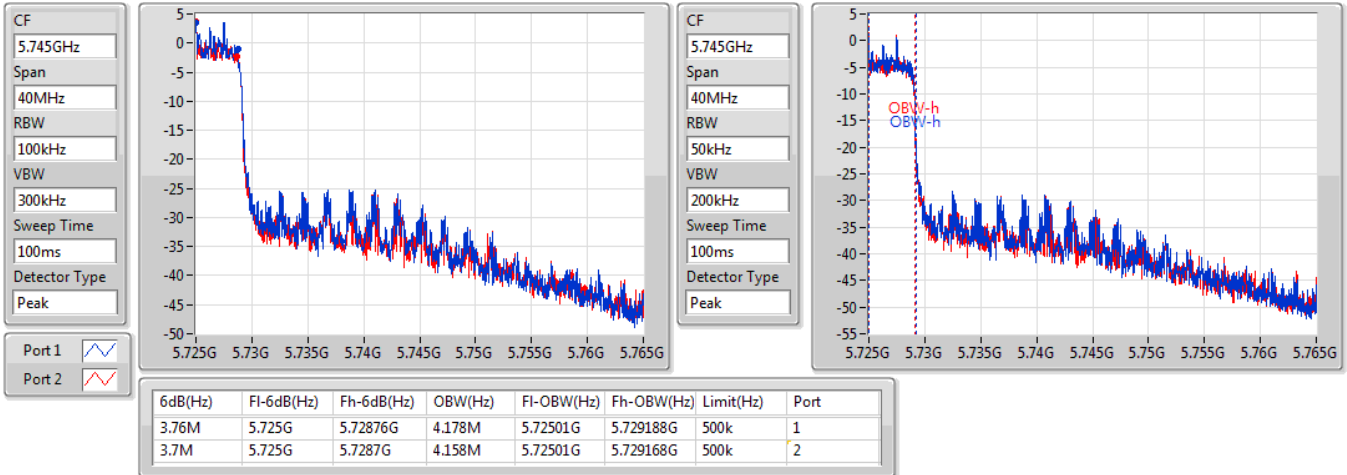 CF
5.745GHz
Span
40MHz
RBW
100kHz
VBW
300kHz
Sweep Time
100ms
Detector Type
Peak
Port 1
Port 2
5-
0-
-5-
-10-
-15-
-20-
-25-
-30-
-35-
-40-
-45-
-50-
5.725G 5.73G 5.735G 5.74G 5.745G 5.75G 5.755G 5.76G 5.765G
CF
5.745GHz
Span
40MHz
RBW
50kHz
VBW
200kHz
Sweep Time
100ms
Detector Type
Peak
5-
0-
-5-
-10-
-15-
-20-
-25-
-30-
-35-
-40-
-45-
-50-
-55-
OBW-h
OBW-h
5.725G 5.73G 5.735G 5.74G 5.745G 5.75G 5.755G 5.76G 5.765G
6dB(Hz) Fl-6dB(Hz) Fh-6dB(Hz) OBW(Hz) Fl-OBW(Hz) Fh-OBW(Hz) Limit(Hz) Port
3.76M 5.725G 5.72876G 4.178M 5.72501G 5.729188G 500k 1
3.7M 5.725G 5.7287G 4.158M 5.72501G 5.729168G 500k 2